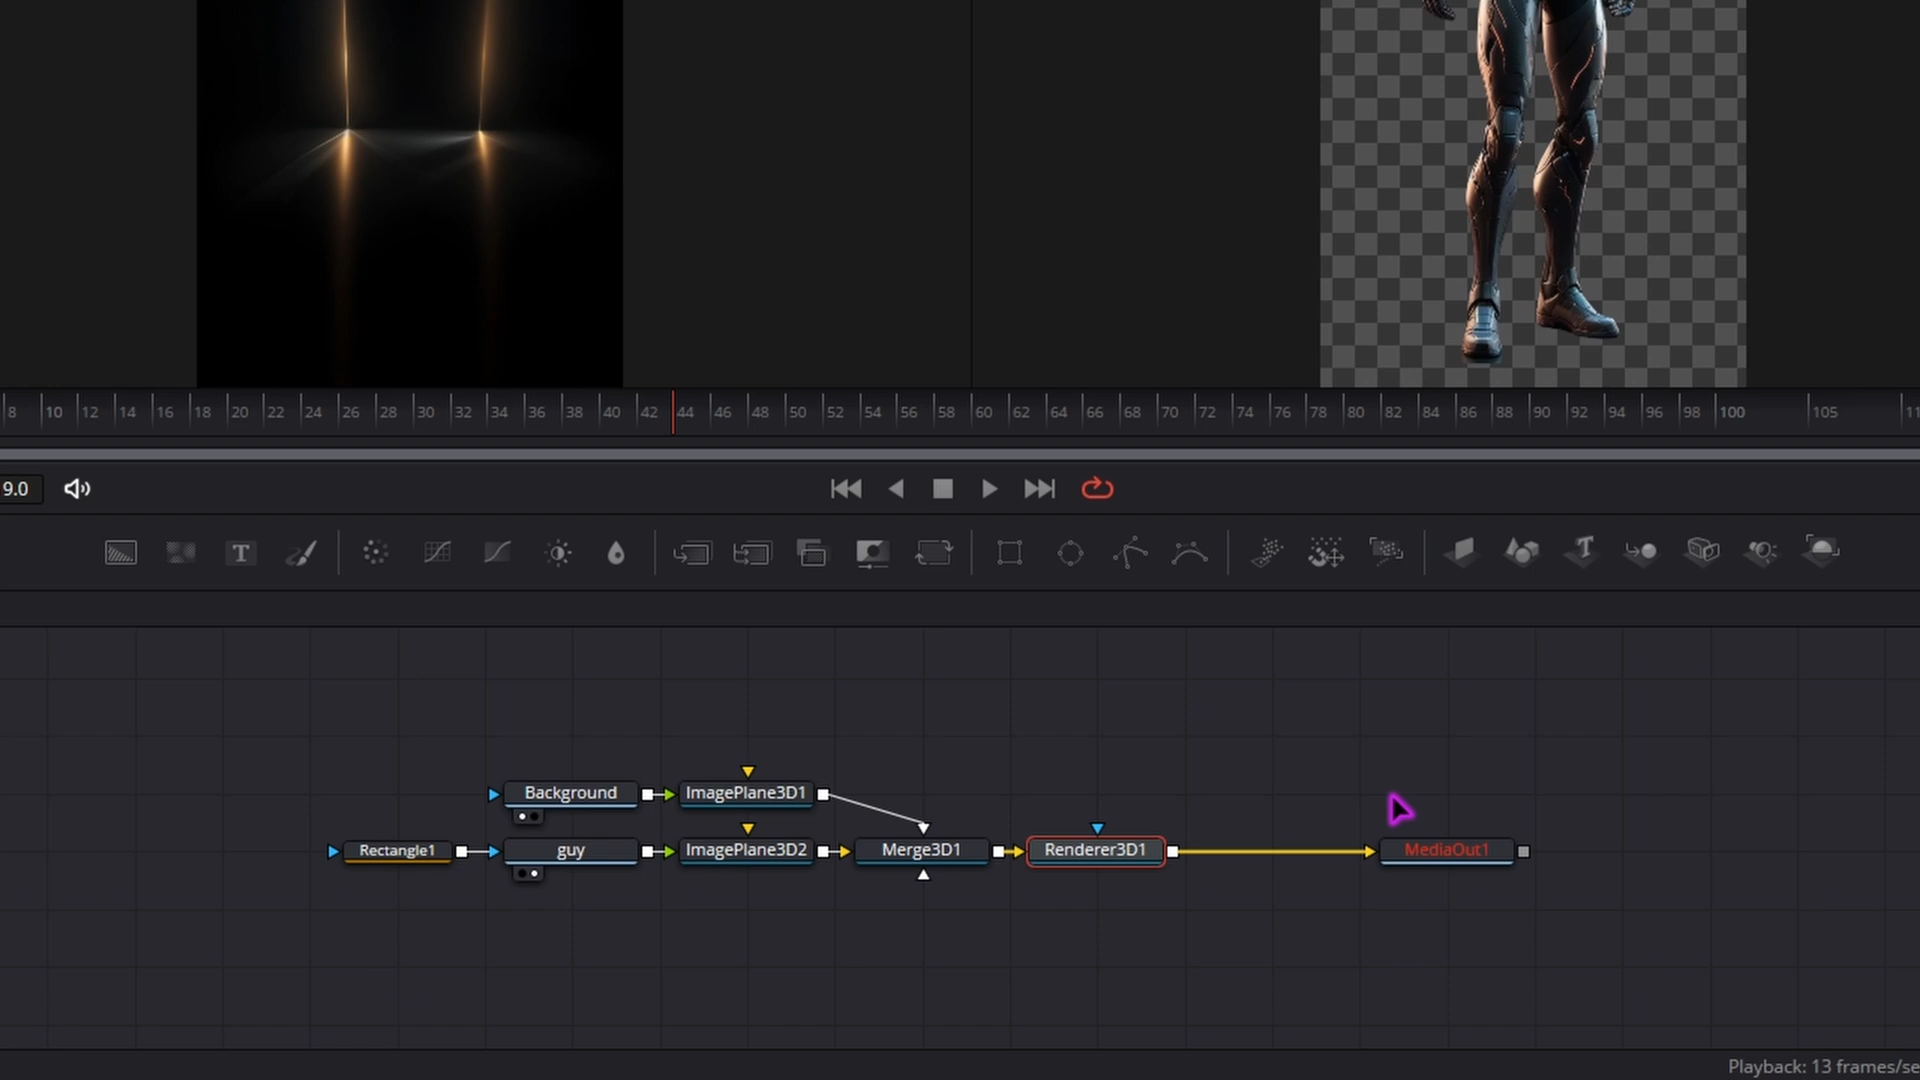 8 10 12 14 16 18 20 22 24 26 28 30 32 34 36 38 40 42 44 46 48 50 52 54 56 58 60 62 64 66 68 70 72 74 76 78 80 82 84 86 88 90 92 94 96 98 100 105
9.0
T
Background ImagePlane3D1
Rectangle1 guy ImagePlane3D2 Merge3D1 Renderer3D1 MediaOut1
Playback: 13 frames/se